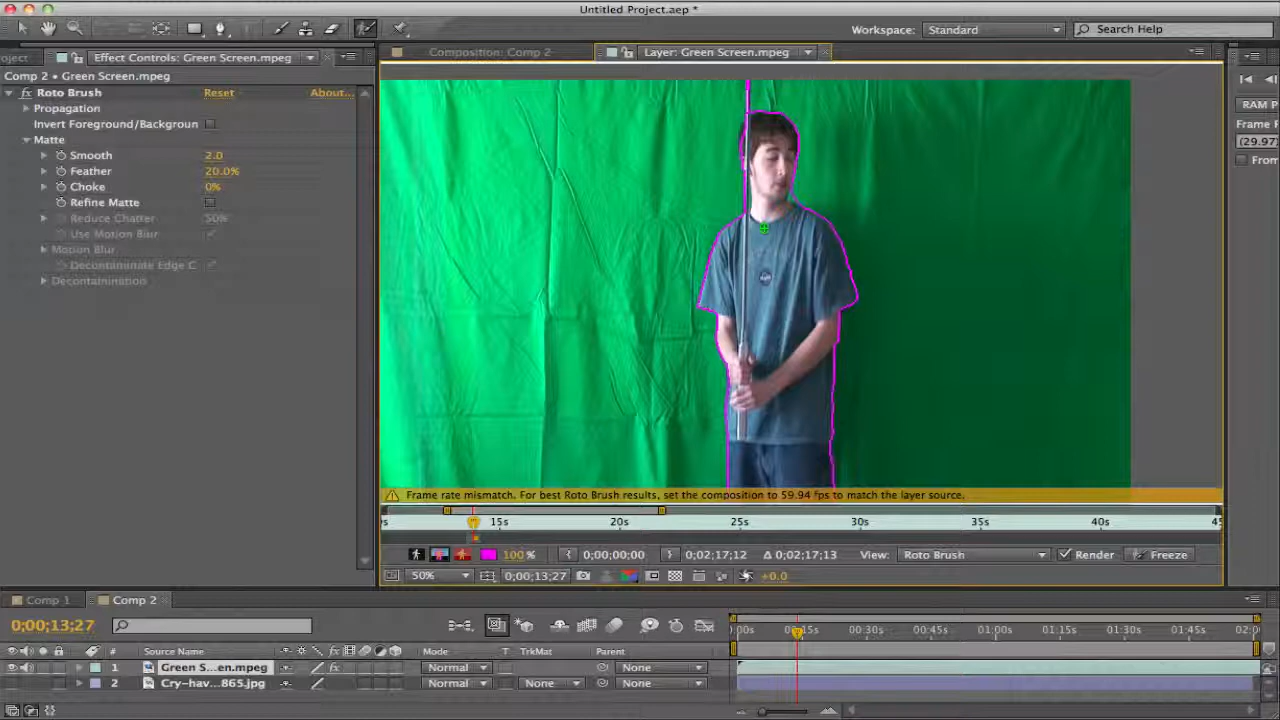 Untitled Project.aep *
Workspace: Standard Search Help
oject Effect Controls: Green Screen.mpeg Composition: Comp 2 Layer: Green Screen.mpeg
Comp 2 • Green Screen.mpeg
Roto Brush Reset About...
Propagation
Invert Foreground/Backgroun
Matte
Smooth 2.0
Feather 20.0%
Choke 0%
Refine Matte
Reduce Chatter 50%
Use Motion Blur
Motion Blur
Decontaminate Edge C
Decontamination
RAM P
Frame F
(29.97)
From
Frame rate mismatch. For best Roto Brush results, set the composition to 59.94 fps to match the layer source.
s 15s 20s 25s 30s 35s 40s 45
100 % 0;00;00;00 0;02;17;12 Δ 0;02;17;13 View: Roto Brush Render Freeze
50% 0;00;13;27 +0.0
Comp 1 Comp 2
0;00;13;27
:00s 00:15s 00:30s 00:45s 01:00s 01:15s 01:30s 01:45s 02:0
# Source Name Mode T TrkMat Parent
1 Green S...en.mpeg Normal None
2 Cry-hav...865.jpg Normal None None